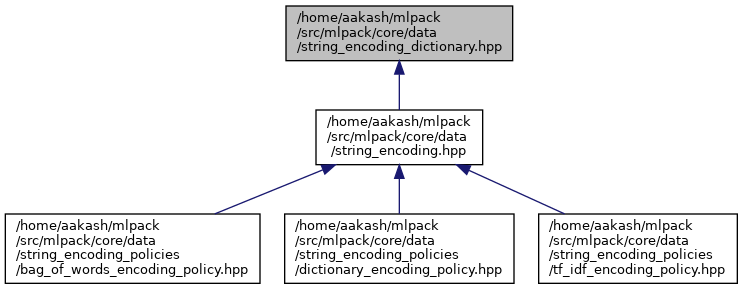 /home/aakash/mlpack
/src/mlpack/core/data
/string_encoding_dictionary.hpp
/home/aakash/mlpack
/src/mlpack/core/data
/string_encoding.hpp
/home/aakash/mlpack
/src/mlpack/core/data
/string_encoding_policies
/bag_of_words_encoding_policy.hpp
/home/aakash/mlpack
/src/mlpack/core/data
/string_encoding_policies
/dictionary_encoding_policy.hpp
/home/aakash/mlpack
/src/mlpack/core/data
/string_encoding_policies
/tf_idf_encoding_policy.hpp